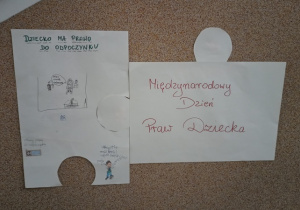 DZIECKO MA PRAWO
DO ODPOCZYNKU
Międzynarodowy
Dzień
Praw Dziecka